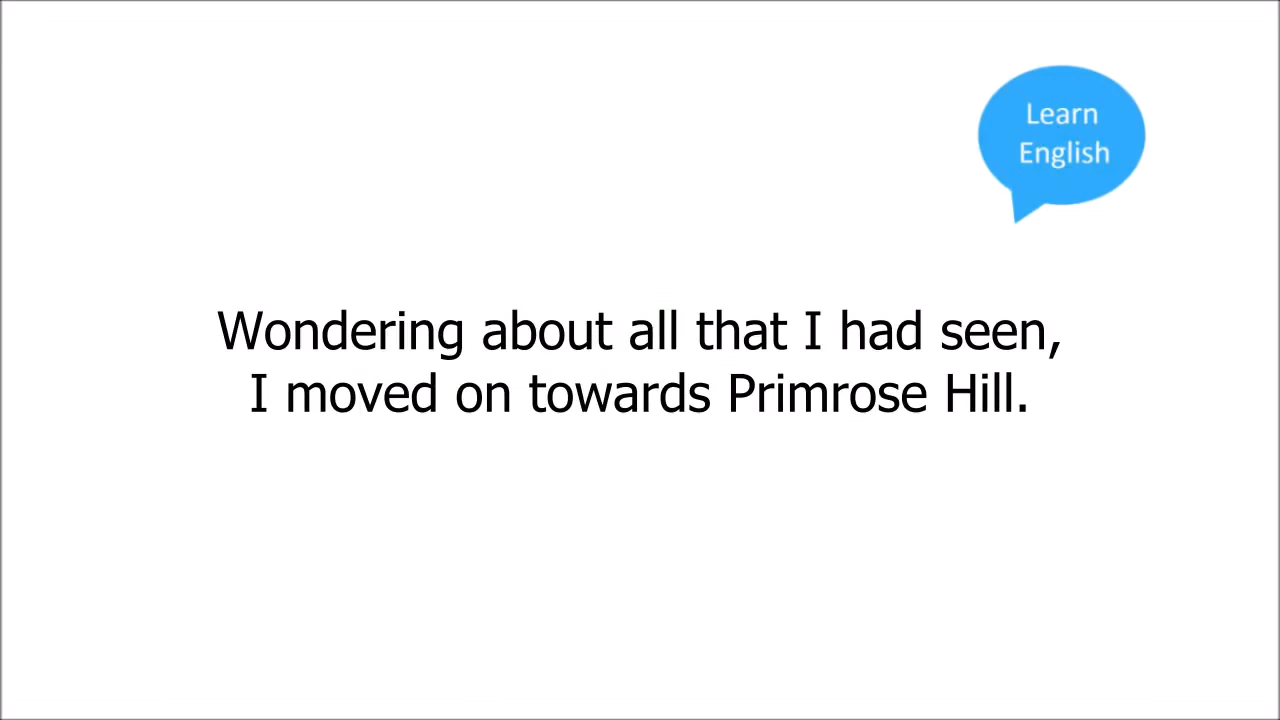 Learn
English
Wondering about all that I had seen,
I moved on towards Primrose Hill.